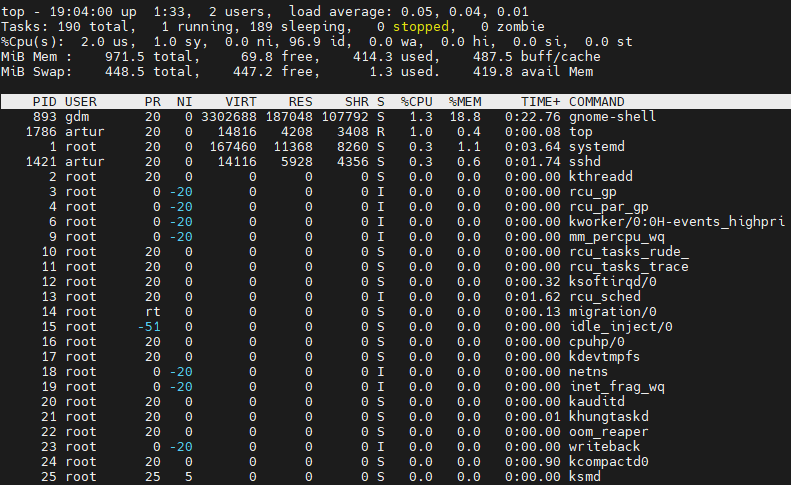 top - 19:04:00 up  1:33,  2 users,  load average: 0.05, 0.04, 0.01
Tasks: 190 total,   1 running, 189 sleeping,   0 stopped,   0 zombie
%Cpu(s):  2.0 us,  1.0 sy,  0.0 ni, 96.9 id,  0.0 wa,  0.0 hi,  0.0 si,  0.0 st
MiB Mem :    971.5 total,     69.8 free,    414.3 used,    487.5 buff/cache
MiB Swap:    448.5 total,    447.2 free,      1.3 used.    419.8 avail Mem
PID USER      PR  NI    VIRT    RES    SHR S  %CPU  %MEM     TIME+ COMMAND
893 gdm       20   0 3302688 187048 107792 S   1.3  18.8   0:22.76 gnome-shell
1786 artur     20   0   14816   4208   3408 R   1.0   0.4   0:00.08 top
1 root      20   0  167460  11368   8260 S   0.3   1.1   0:03.64 systemd
1421 artur     20   0   14116   5928   4356 S   0.3   0.6   0:01.74 sshd
2 root      20   0       0      0      0 S   0.0   0.0   0:00.00 kthreadd
3 root       0 -20       0      0      0 I   0.0   0.0   0:00.00 rcu_gp
4 root       0 -20       0      0      0 I   0.0   0.0   0:00.00 rcu_par_gp
6 root       0 -20       0      0      0 I   0.0   0.0   0:00.00 kworker/0:0H-events_highpri
9 root       0 -20       0      0      0 I   0.0   0.0   0:00.00 mm_percpu_wq
10 root      20   0       0      0      0 S   0.0   0.0   0:00.00 rcu_tasks_rude_
11 root      20   0       0      0      0 S   0.0   0.0   0:00.00 rcu_tasks_trace
12 root      20   0       0      0      0 S   0.0   0.0   0:00.32 ksoftirqd/0
13 root      20   0       0      0      0 I   0.0   0.0   0:01.62 rcu_sched
14 root      rt   0       0      0      0 S   0.0   0.0   0:00.13 migration/0
15 root     -51   0       0      0      0 S   0.0   0.0   0:00.00 idle_inject/0
16 root      20   0       0      0      0 S   0.0   0.0   0:00.00 cpuhp/0
17 root      20   0       0      0      0 S   0.0   0.0   0:00.00 kdevtmpfs
18 root       0 -20       0      0      0 I   0.0   0.0   0:00.00 netns
19 root       0 -20       0      0      0 I   0.0   0.0   0:00.00 inet_frag_wq
20 root      20   0       0      0      0 S   0.0   0.0   0:00.00 kauditd
21 root      20   0       0      0      0 S   0.0   0.0   0:00.01 khungtaskd
22 root      20   0       0      0      0 S   0.0   0.0   0:00.00 oom_reaper
23 root       0 -20       0      0      0 I   0.0   0.0   0:00.00 writeback
24 root      20   0       0      0      0 S   0.0   0.0   0:00.90 kcompactd0
25 root      25   5       0      0      0 S   0.0   0.0   0:00.00 ksmd